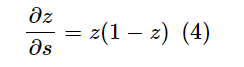 ∂z/∂s = z(1 − z) (4)